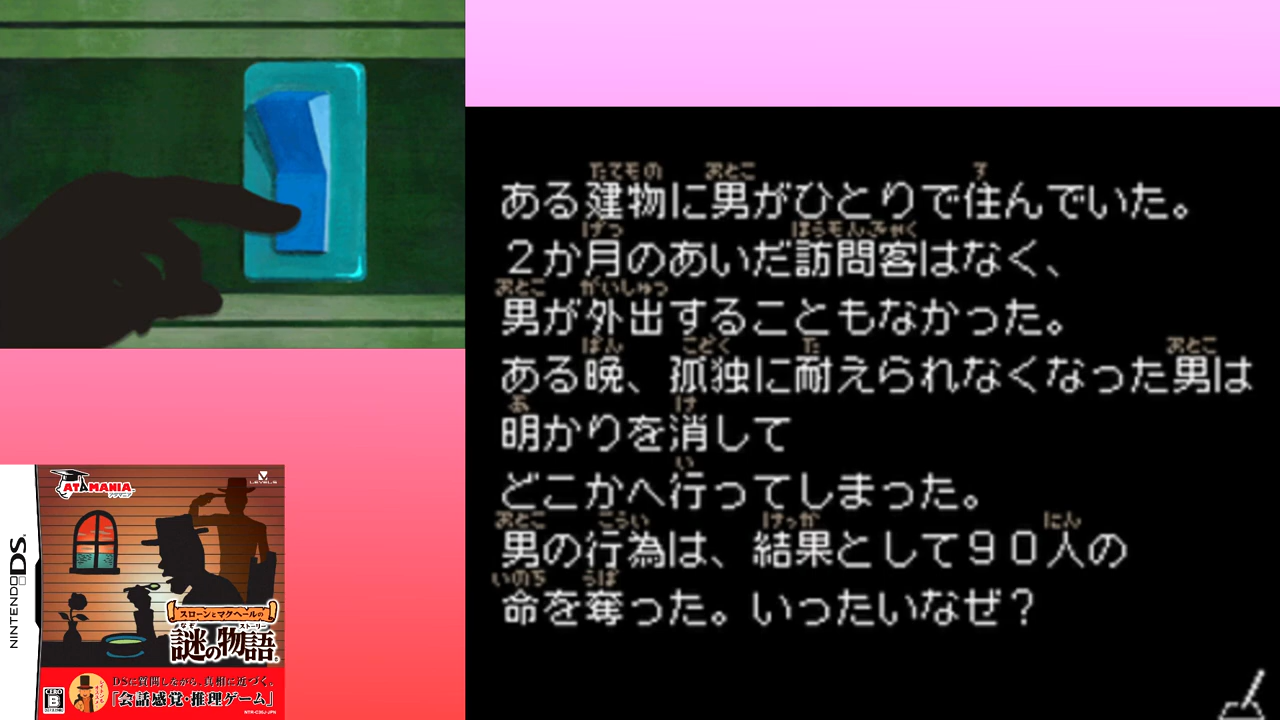 ある建物に男がひとりで住んでいた。
2か月のあいだ訪問客はなく、
男が外出することもなかった。
ある晩、孤独に耐えられなくなった男は
明かりを消して
どこかへ行ってしまった。
男の行為は、結果として90人の
命を奪った。いったいなぜ?
NINTENDO DS
ATAMANIA
LEVEL5
スローンとマクヘールの
謎の物語
DSに質問しながら、真相に近づく、
「会話感覚・推理ゲーム」
CERO
B